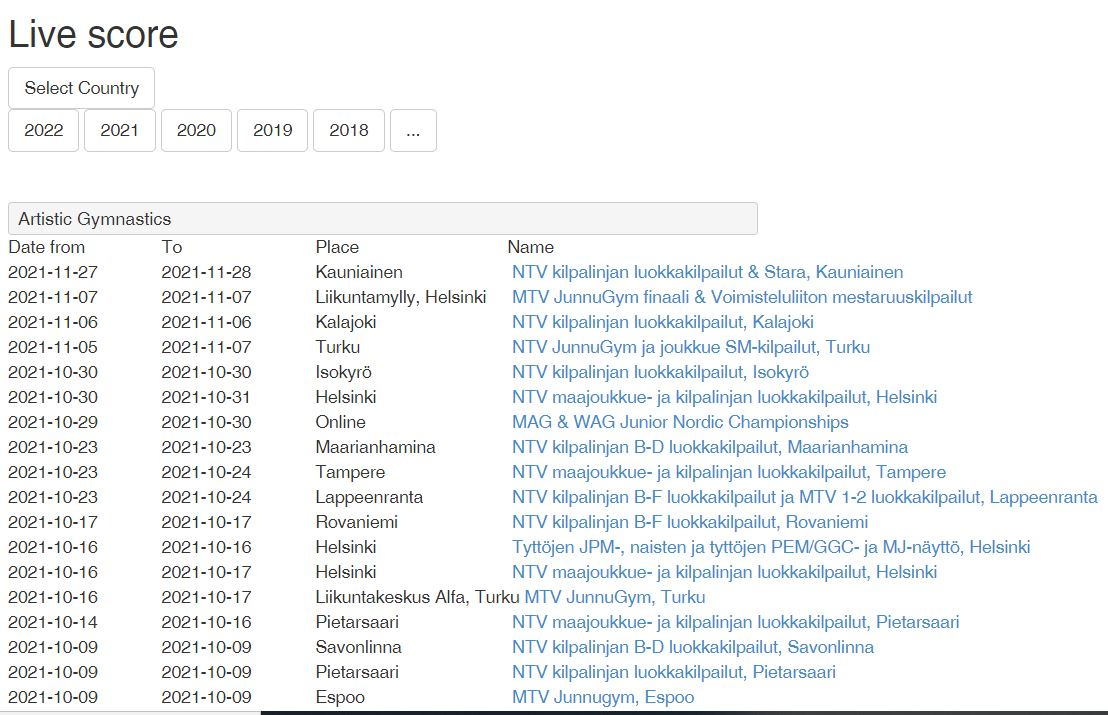 Live score
Select Country
2022 2021 2020 2019 2018 ...
Artistic Gymnastics
Date from To Place Name
2021-11-27 2021-11-28 Kauniainen NTV kilpalinjan luokkakilpailut & Stara, Kauniainen
2021-11-07 2021-11-07 Liikuntamylly, Helsinki MTV JunnuGym finaali & Voimisteluliiton mestaruuskilpailut
2021-11-06 2021-11-06 Kalajoki NTV kilpalinjan luokkakilpailut, Kalajoki
2021-11-05 2021-11-07 Turku NTV JunnuGym ja joukkue SM-kilpailut, Turku
2021-10-30 2021-10-30 Isokyrö NTV kilpalinjan luokkakilpailut, Isokyrö
2021-10-30 2021-10-31 Helsinki NTV maajoukkue- ja kilpalinjan luokkakilpailut, Helsinki
2021-10-29 2021-10-30 Online MAG & WAG Junior Nordic Championships
2021-10-23 2021-10-23 Maarianhamina NTV kilpalinjan B-D luokkakilpailut, Maarianhamina
2021-10-23 2021-10-24 Tampere NTV maajoukkue- ja kilpalinjan luokkakilpailut, Tampere
2021-10-23 2021-10-24 Lappeenranta NTV kilpalinjan B-F luokkakilpailut ja MTV 1-2 luokkakilpailut, Lappeenranta
2021-10-17 2021-10-17 Rovaniemi NTV kilpalinjan B-F luokkakilpailut, Rovaniemi
2021-10-16 2021-10-16 Helsinki Tyttöjen JPM-, naisten ja tyttöjen PEM/GGC- ja MJ-näyttö, Helsinki
2021-10-16 2021-10-17 Helsinki NTV maajoukkue- ja kilpalinjan luokkakilpailut, Helsinki
2021-10-16 2021-10-17 Liikuntakeskus Alfa, Turku MTV JunnuGym, Turku
2021-10-14 2021-10-16 Pietarsaari NTV maajoukkue- ja kilpalinjan luokkakilpailut, Pietarsaari
2021-10-09 2021-10-09 Savonlinna NTV kilpalinjan B-D luokkakilpailut, Savonlinna
2021-10-09 2021-10-09 Pietarsaari NTV kilpalinjan luokkakilpailut, Pietarsaari
2021-10-09 2021-10-09 Espoo MTV Junnugym, Espoo